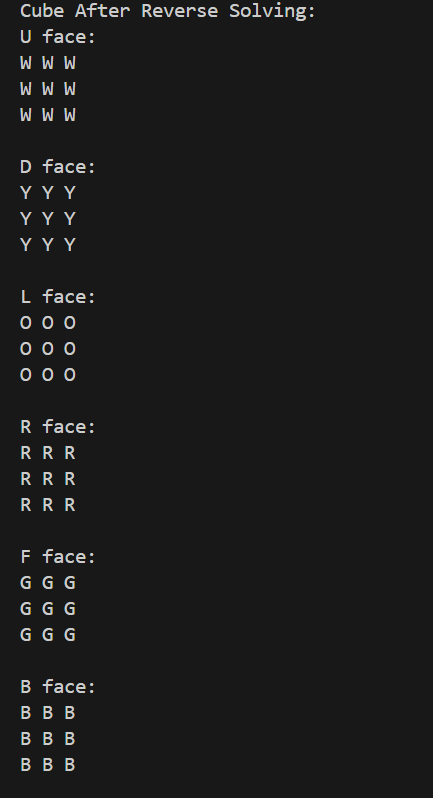 Cube After Reverse Solving:
U face:
W W W
W W W
W W W
D face:
Y Y Y
Y Y Y
Y Y Y
L face:
O O O
O O O
O O O
R face:
R R R
R R R
R R R
F face:
G G G
G G G
G G G
B face:
B B B
B B B
B B B